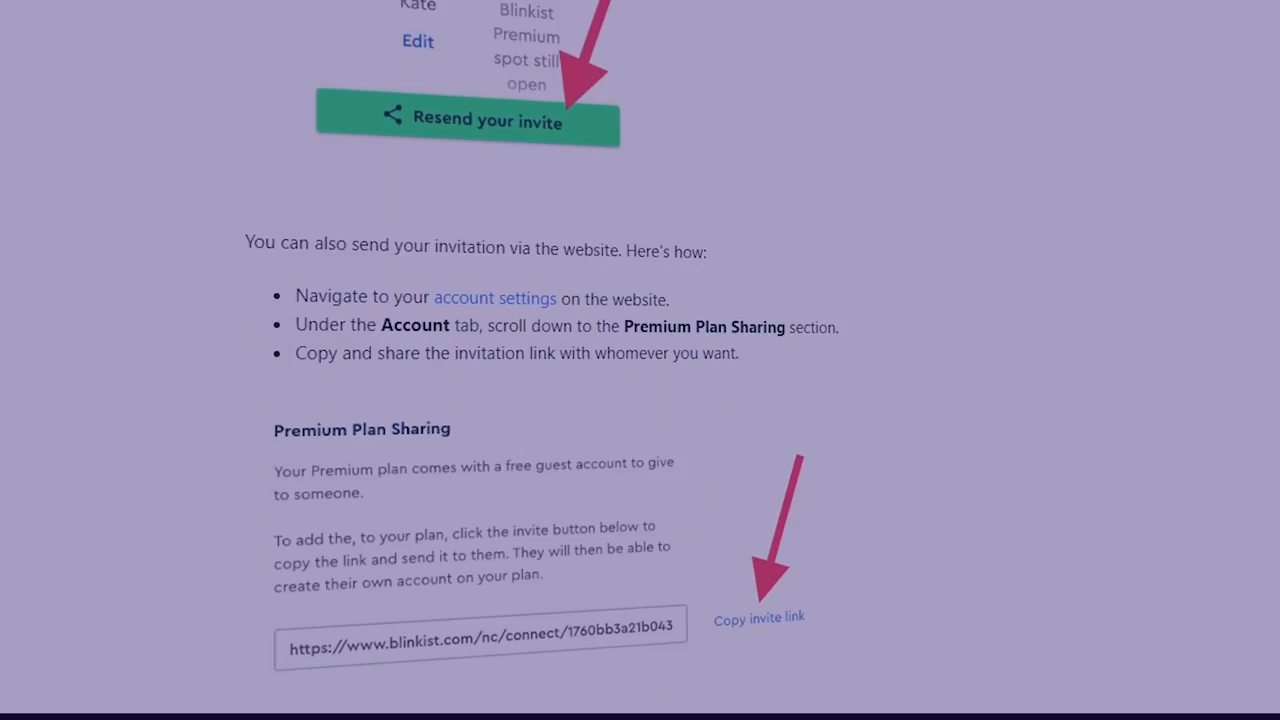 Kate
Blinkist
Premium
spot still
open
Edit
Resend your invite
You can also send your invitation via the website. Here's how:
Navigate to your account settings on the website.
Under the Account tab, scroll down to the Premium Plan Sharing section.
Copy and share the invitation link with whomever you want.
Premium Plan Sharing
Your Premium plan comes with a free guest account to give
to someone.
To add the, to your plan, click the invite button below to
copy the link and send it to them. They will then be able to
create their own account on your plan.
https://www.blinkist.com/nc/connect/1760bb3a21b043
Copy invite link